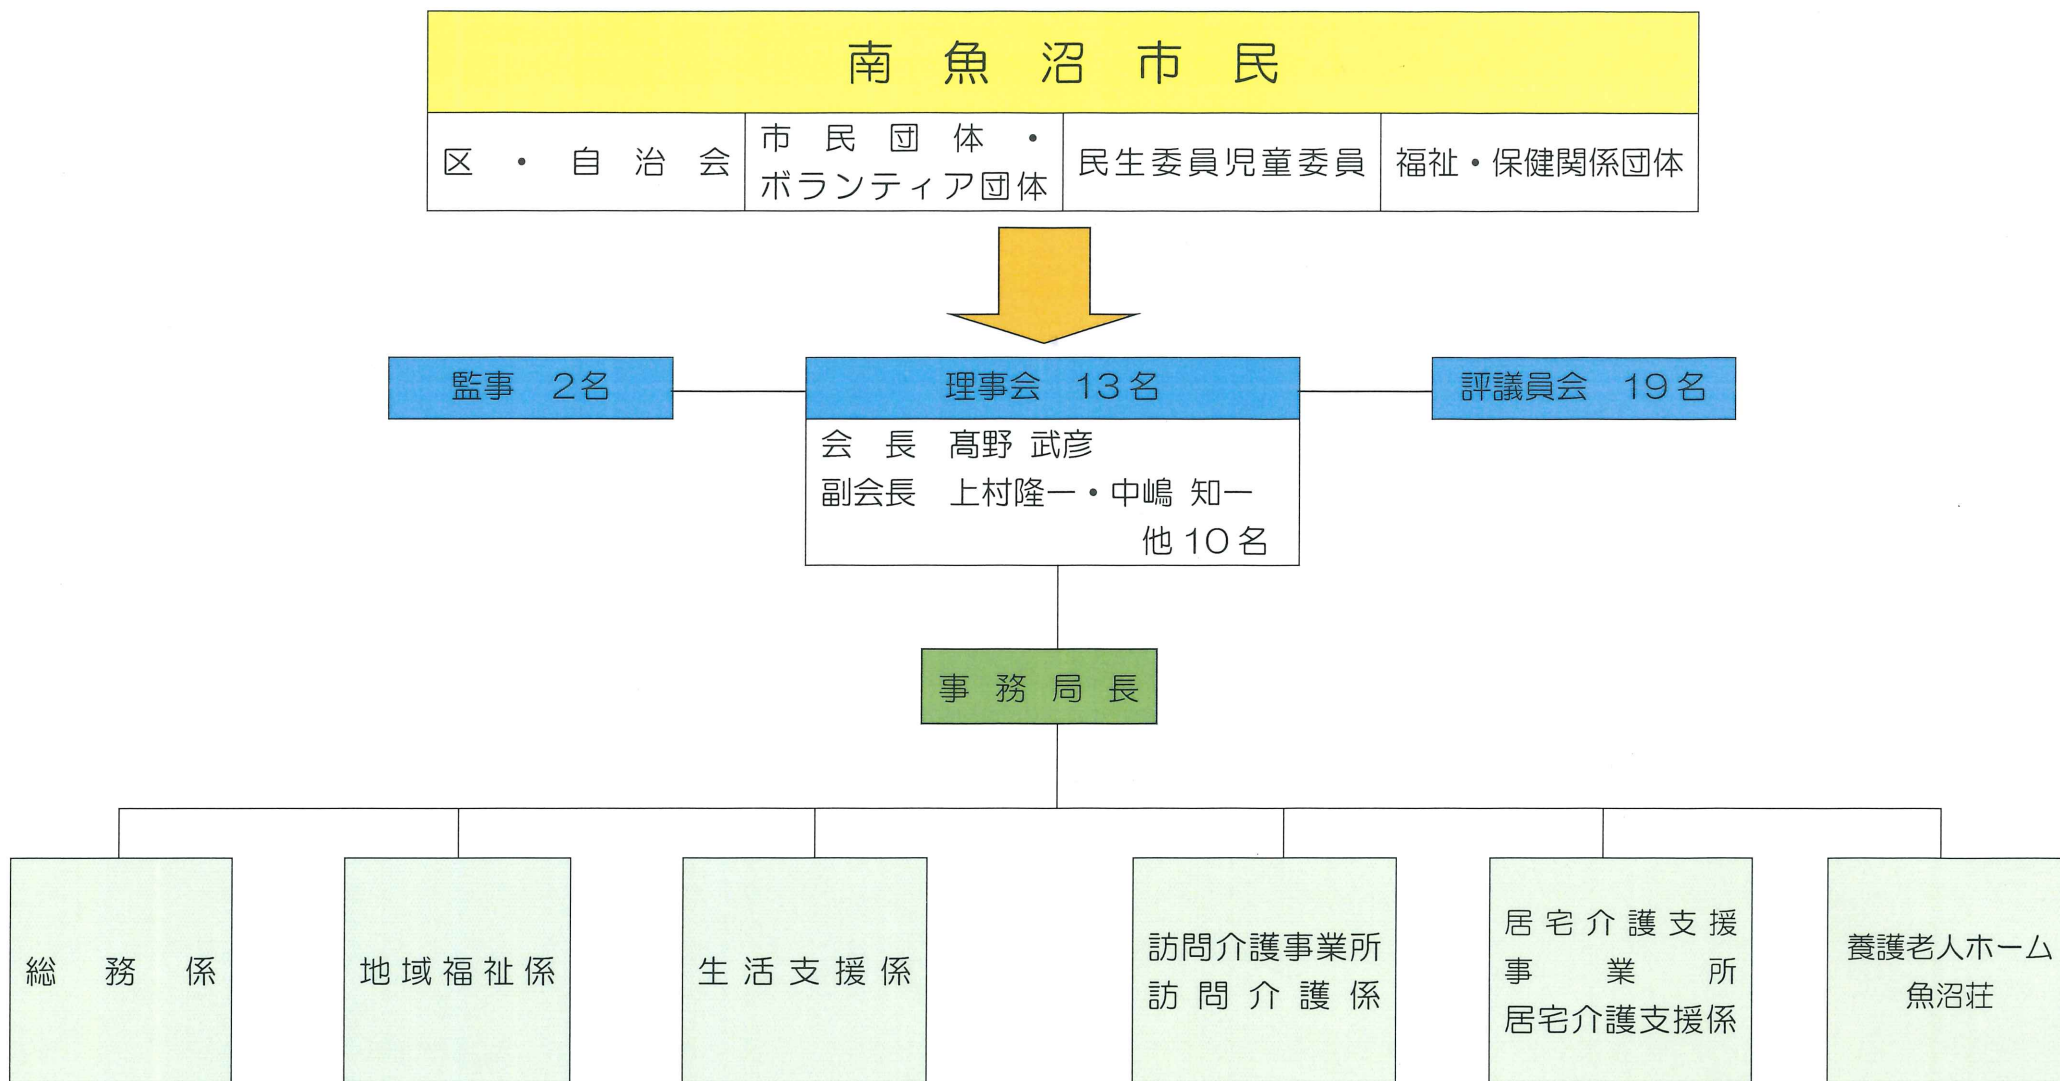 南魚沼市民
区・自治会
市民団体・
ボランティア団体
民生委員児童委員
福祉・保健関係団体
監事 2名
理事会 13名
評議員会 19名
会長 髙野 武彦
副会長 上村隆一・中嶋 知一
他10名
事務局長
総務係
地域福祉係
生活支援係
訪問介護事業所
訪問介護係
居宅介護支援
事業所
居宅介護支援係
養護老人ホーム
魚沼荘